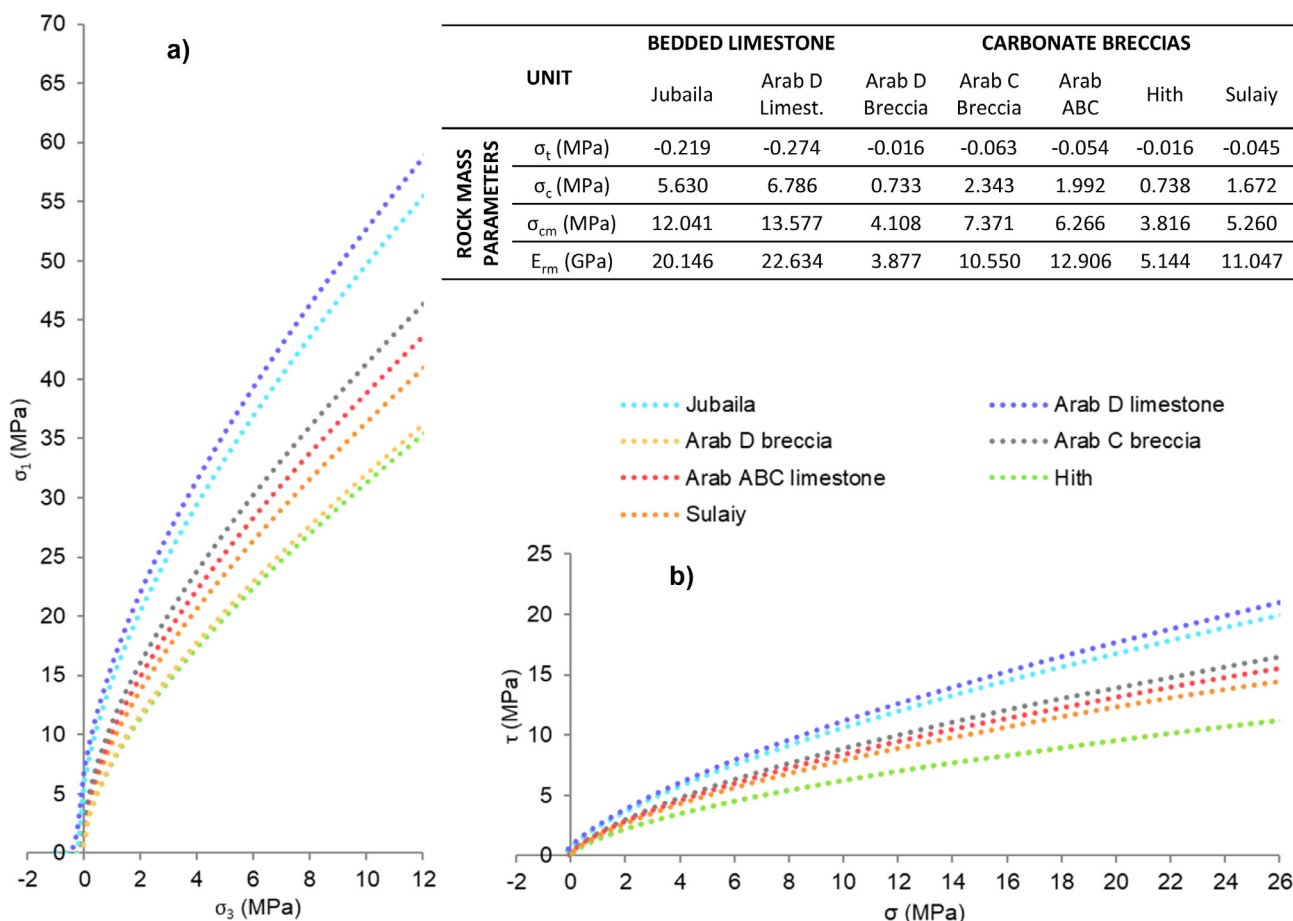 a)
BEDDED LIMESTONE CARBONATE BRECCIAS
UNIT Jubaila Arab D Limest. Arab D Breccia Arab C Breccia Arab ABC Hith Sulaiy
ROCK MASS PARAMETERS
σt (MPa) -0.219 -0.274 -0.016 -0.063 -0.054 -0.016 -0.045
σc (MPa) 5.630 6.786 0.733 2.343 1.992 0.738 1.672
σcm (MPa) 12.041 13.577 4.108 7.371 6.266 3.816 5.260
Erm (GPa) 20.146 22.634 3.877 10.550 12.906 5.144 11.047
70
65
60
55
50
45
40
35
30
25
20
15
10
5
0
σ1 (MPa)
-2 0 2 4 6 8 10 12
σ3 (MPa)
Jubaila Arab D limestone
Arab D breccia Arab C breccia
Arab ABC limestone Hith
Sulaiy
b)
25
20
15
10
5
0
τ (MPa)
-2 0 2 4 6 8 10 12 14 16 18 20 22 24 26
σ (MPa)